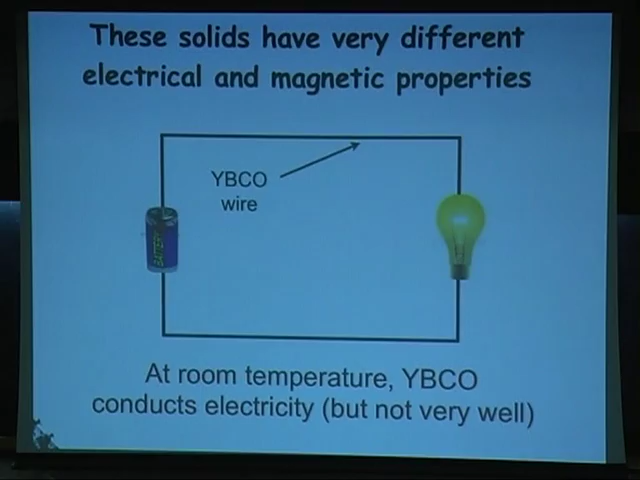 These solids have very different
electrical and magnetic properties
YBCO
wire
BATTERY
At room temperature, YBCO
conducts electricity (but not very well)